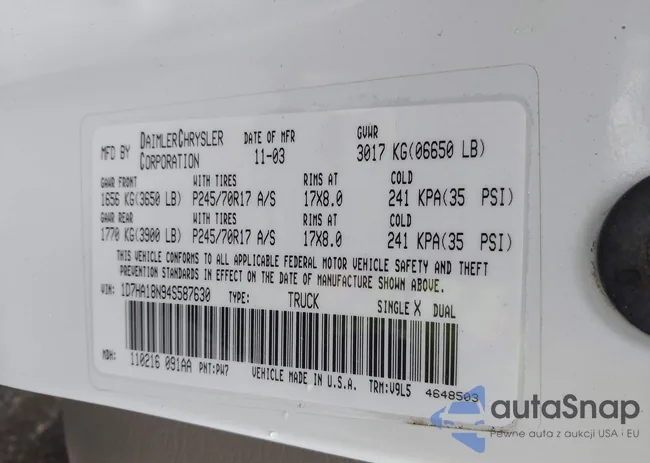 MFD BY DAIMLERCHRYSLER CORPORATION DATE OF MFR 11-03 GVWR 3017 KG(06650 LB)
GAWR FRONT WITH TIRES RIMS AT COLD
1656 KG(3650 LB) P245/70R17 A/S 17X8.0 241 KPA(35 PSI)
GAWR REAR WITH TIRES RIMS AT COLD
1770 KG(3900 LB) P245/70R17 A/S 17X8.0 241 KPA(35 PSI)
THIS VEHICLE CONFORMS TO ALL APPLICABLE FEDERAL MOTOR VEHICLE SAFETY AND THEFT
PREVENTION STANDARDS IN EFFECT ON THE DATE OF MANUFACTURE SHOWN ABOVE.
VIN: 1D7HA18N94S587630 TYPE: TRUCK SINGLE X DUAL
MDH: 110216 091AA PNT:PW7 VEHICLE MADE IN U.S.A. TRM:V9L5 4648503
autaSnap
Pewne auta z aukcji USA i EU